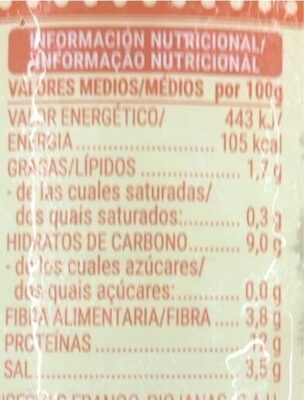 INFORMACIÓN NUTRICIONAL/
INFORMAÇÃO NUTRICIONAL
VALORES MEDIOS/MÉDIOS por 100g
VALOR ENERGÉTICO/ 443 kJ/
ENERGIA............... 105 kcal
GRASAS/LÍPIDOS ............. 1,7 g
- de las cuales saturadas/
dos quais saturados:........... 0,3 g
HIDRATOS DE CARBONO.......... 9,0 g
- de los cuales azúcares/
dos quais açúcares:............. 0,0 g
FIBRA ALIMENTARIA/FIBRA ..... 3,8 g
PROTEÍNAS ............... 12 g
SAL............... 3,5 g